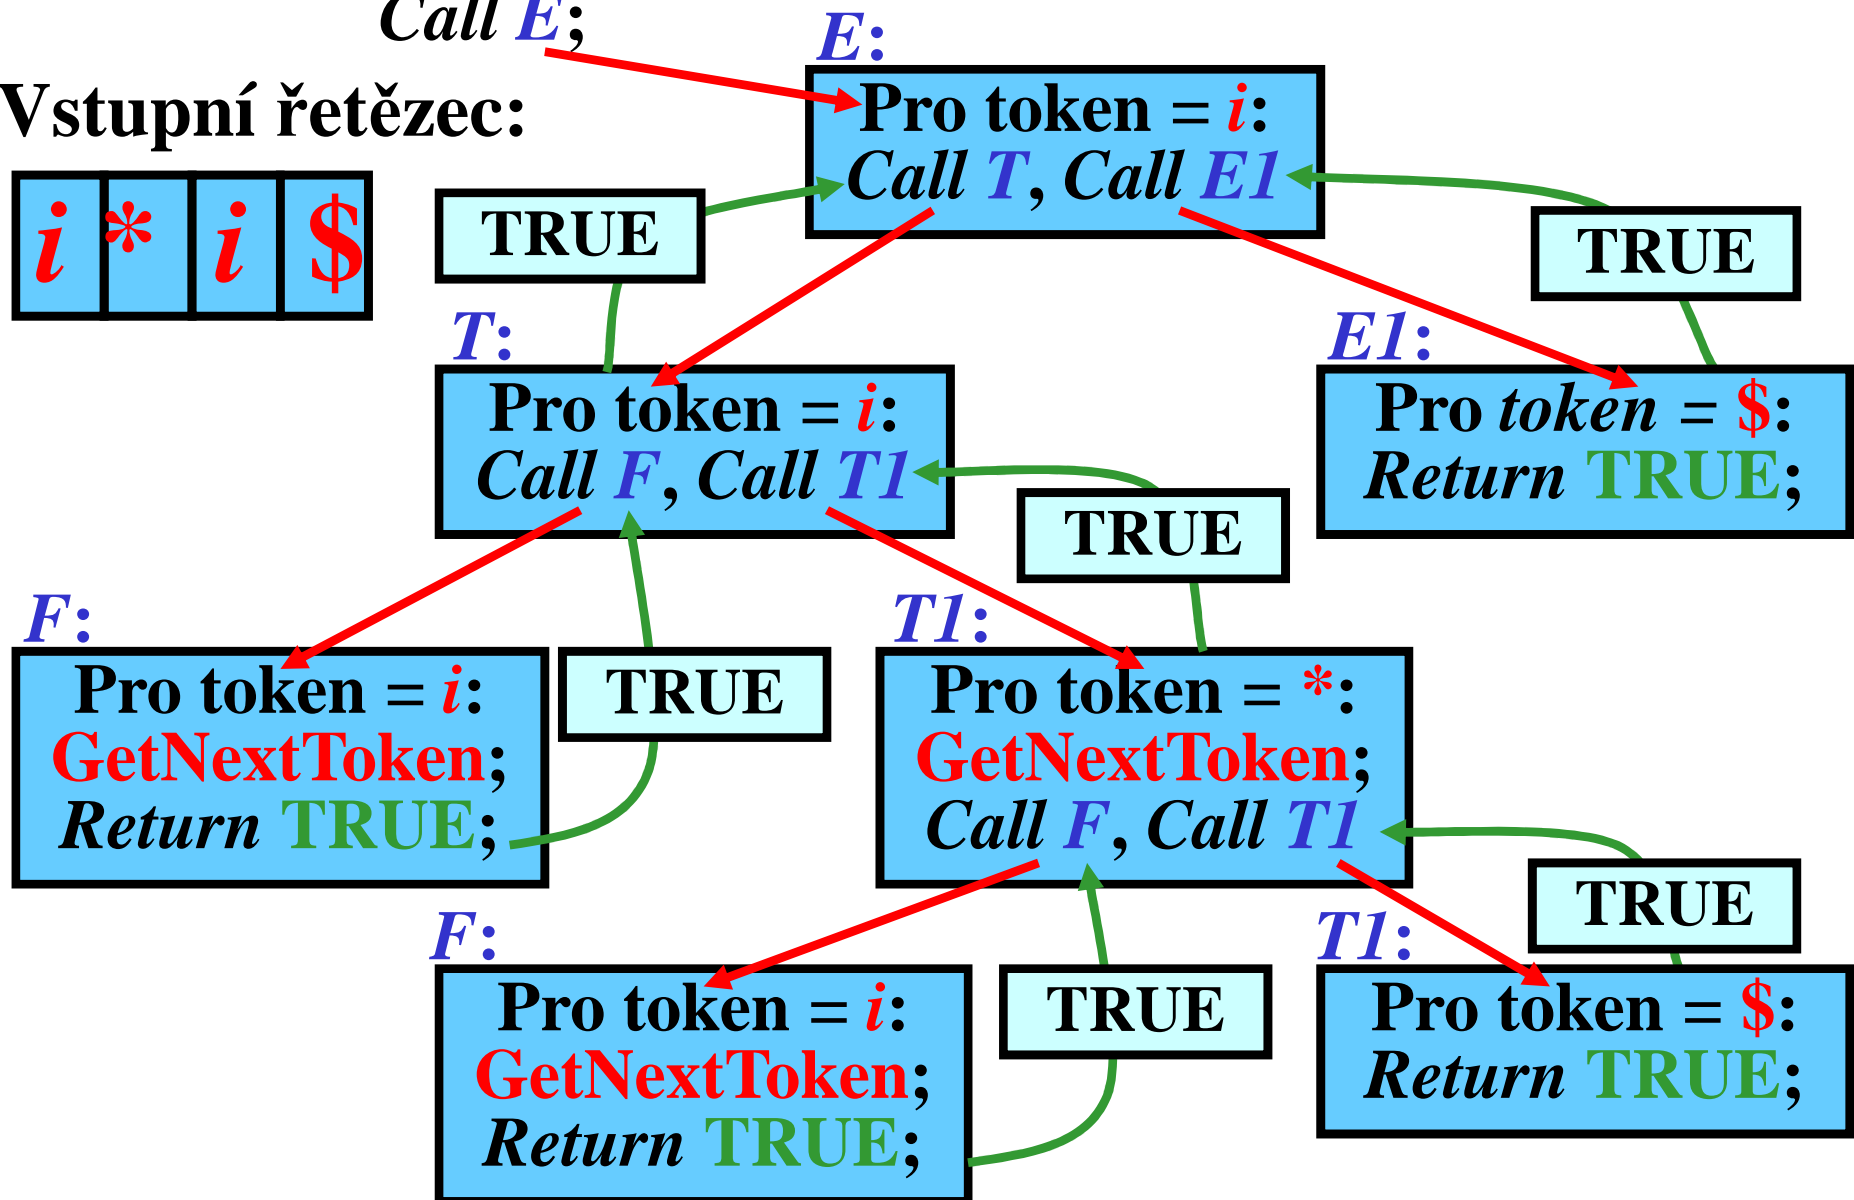 Call E;
Vstupní řetězec:
i * i $
E:
Pro token = i:
Call T, Call E1
TRUE
TRUE
T:
Pro token = i:
Call F, Call T1
E1:
Pro token = $:
Return TRUE;
TRUE
F:
Pro token = i:
GetNextToken;
Return TRUE;
TRUE
T1:
Pro token = *:
GetNextToken;
Call F, Call T1
TRUE
F:
Pro token = i:
GetNextToken;
Return TRUE;
TRUE
T1:
Pro token = $:
Return TRUE;